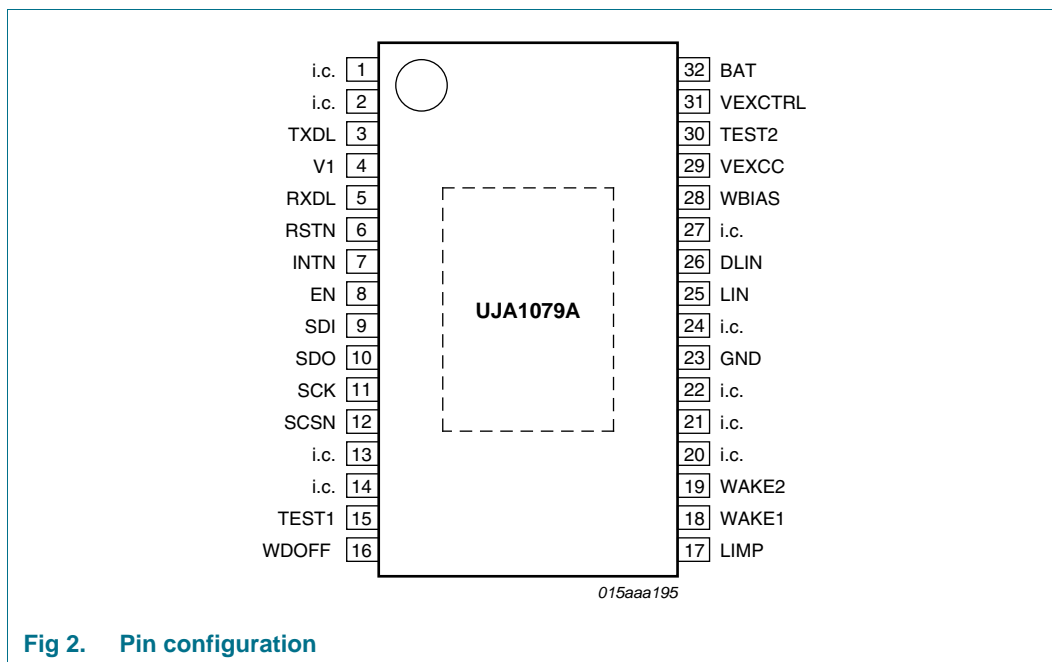 i.c. 1
i.c. 2
TXDL 3
V1 4
RXDL 5
RSTN 6
INTN 7
EN 8
SDI 9
SDO 10
SCK 11
SCSN 12
i.c. 13
i.c. 14
TEST1 15
WDOFF 16
UJA1079A
32 BAT
31 VEXCTRL
30 TEST2
29 VEXCC
28 WBIAS
27 i.c.
26 DLIN
25 LIN
24 i.c.
23 GND
22 i.c.
21 i.c.
20 i.c.
19 WAKE2
18 WAKE1
17 LIMP
015aaa195
Fig 2. Pin configuration